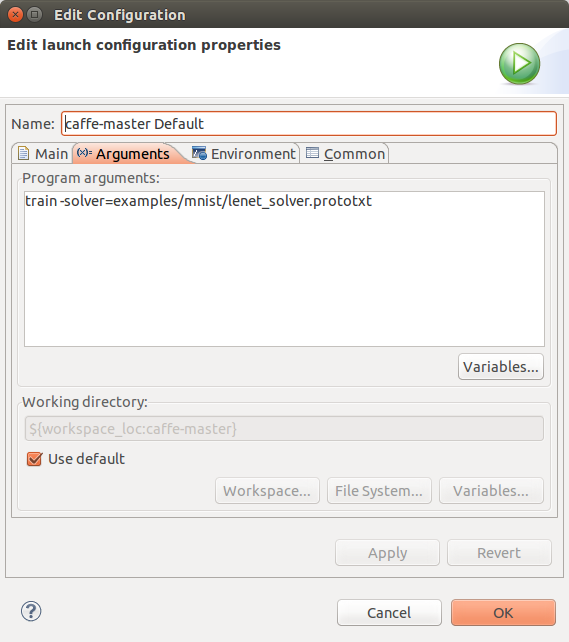 Edit Configuration
Edit launch configuration properties
Name: caffe-master Default
Main (x)= Arguments Environment Common
Program arguments:
train -solver=examples/mnist/lenet_solver.prototxt
Variables...
Working directory:
${workspace_loc:caffe-master}
Use default
Workspace... File System... Variables...
Apply Revert
? Cancel OK